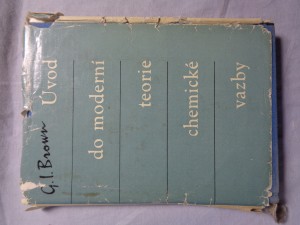 G. I. Brown
Úvod
do moderní
teorie
chemické
vazby